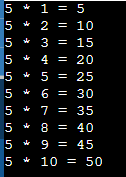 5 * 1 = 5
5 * 2 = 10
5 * 3 = 15
5 * 4 = 20
5 * 5 = 25
5 * 6 = 30
5 * 7 = 35
5 * 8 = 40
5 * 9 = 45
5 * 10 = 50